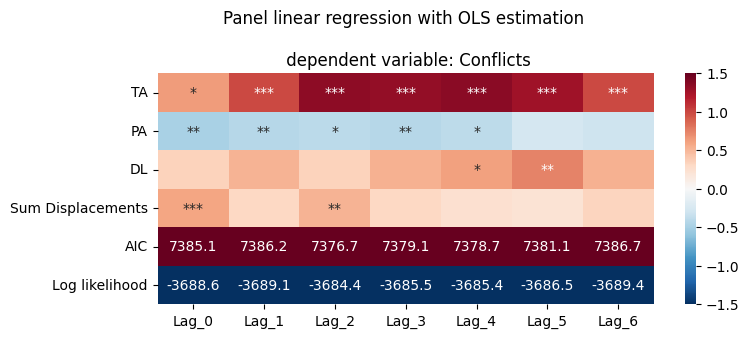 Panel linear regression with OLS estimation
dependent variable: Conflicts
TA * *** *** *** *** *** ***
PA ** ** * ** *
DL * **
Sum Displacements *** **
AIC 7385.1 7386.2 7376.7 7379.1 7378.7 7381.1 7386.7
Log likelihood -3688.6 -3689.1 -3684.4 -3685.5 -3685.4 -3686.5 -3689.4
Lag_0 Lag_1 Lag_2 Lag_3 Lag_4 Lag_5 Lag_6
1.5
1.0
0.5
0.0
−0.5
−1.0
−1.5